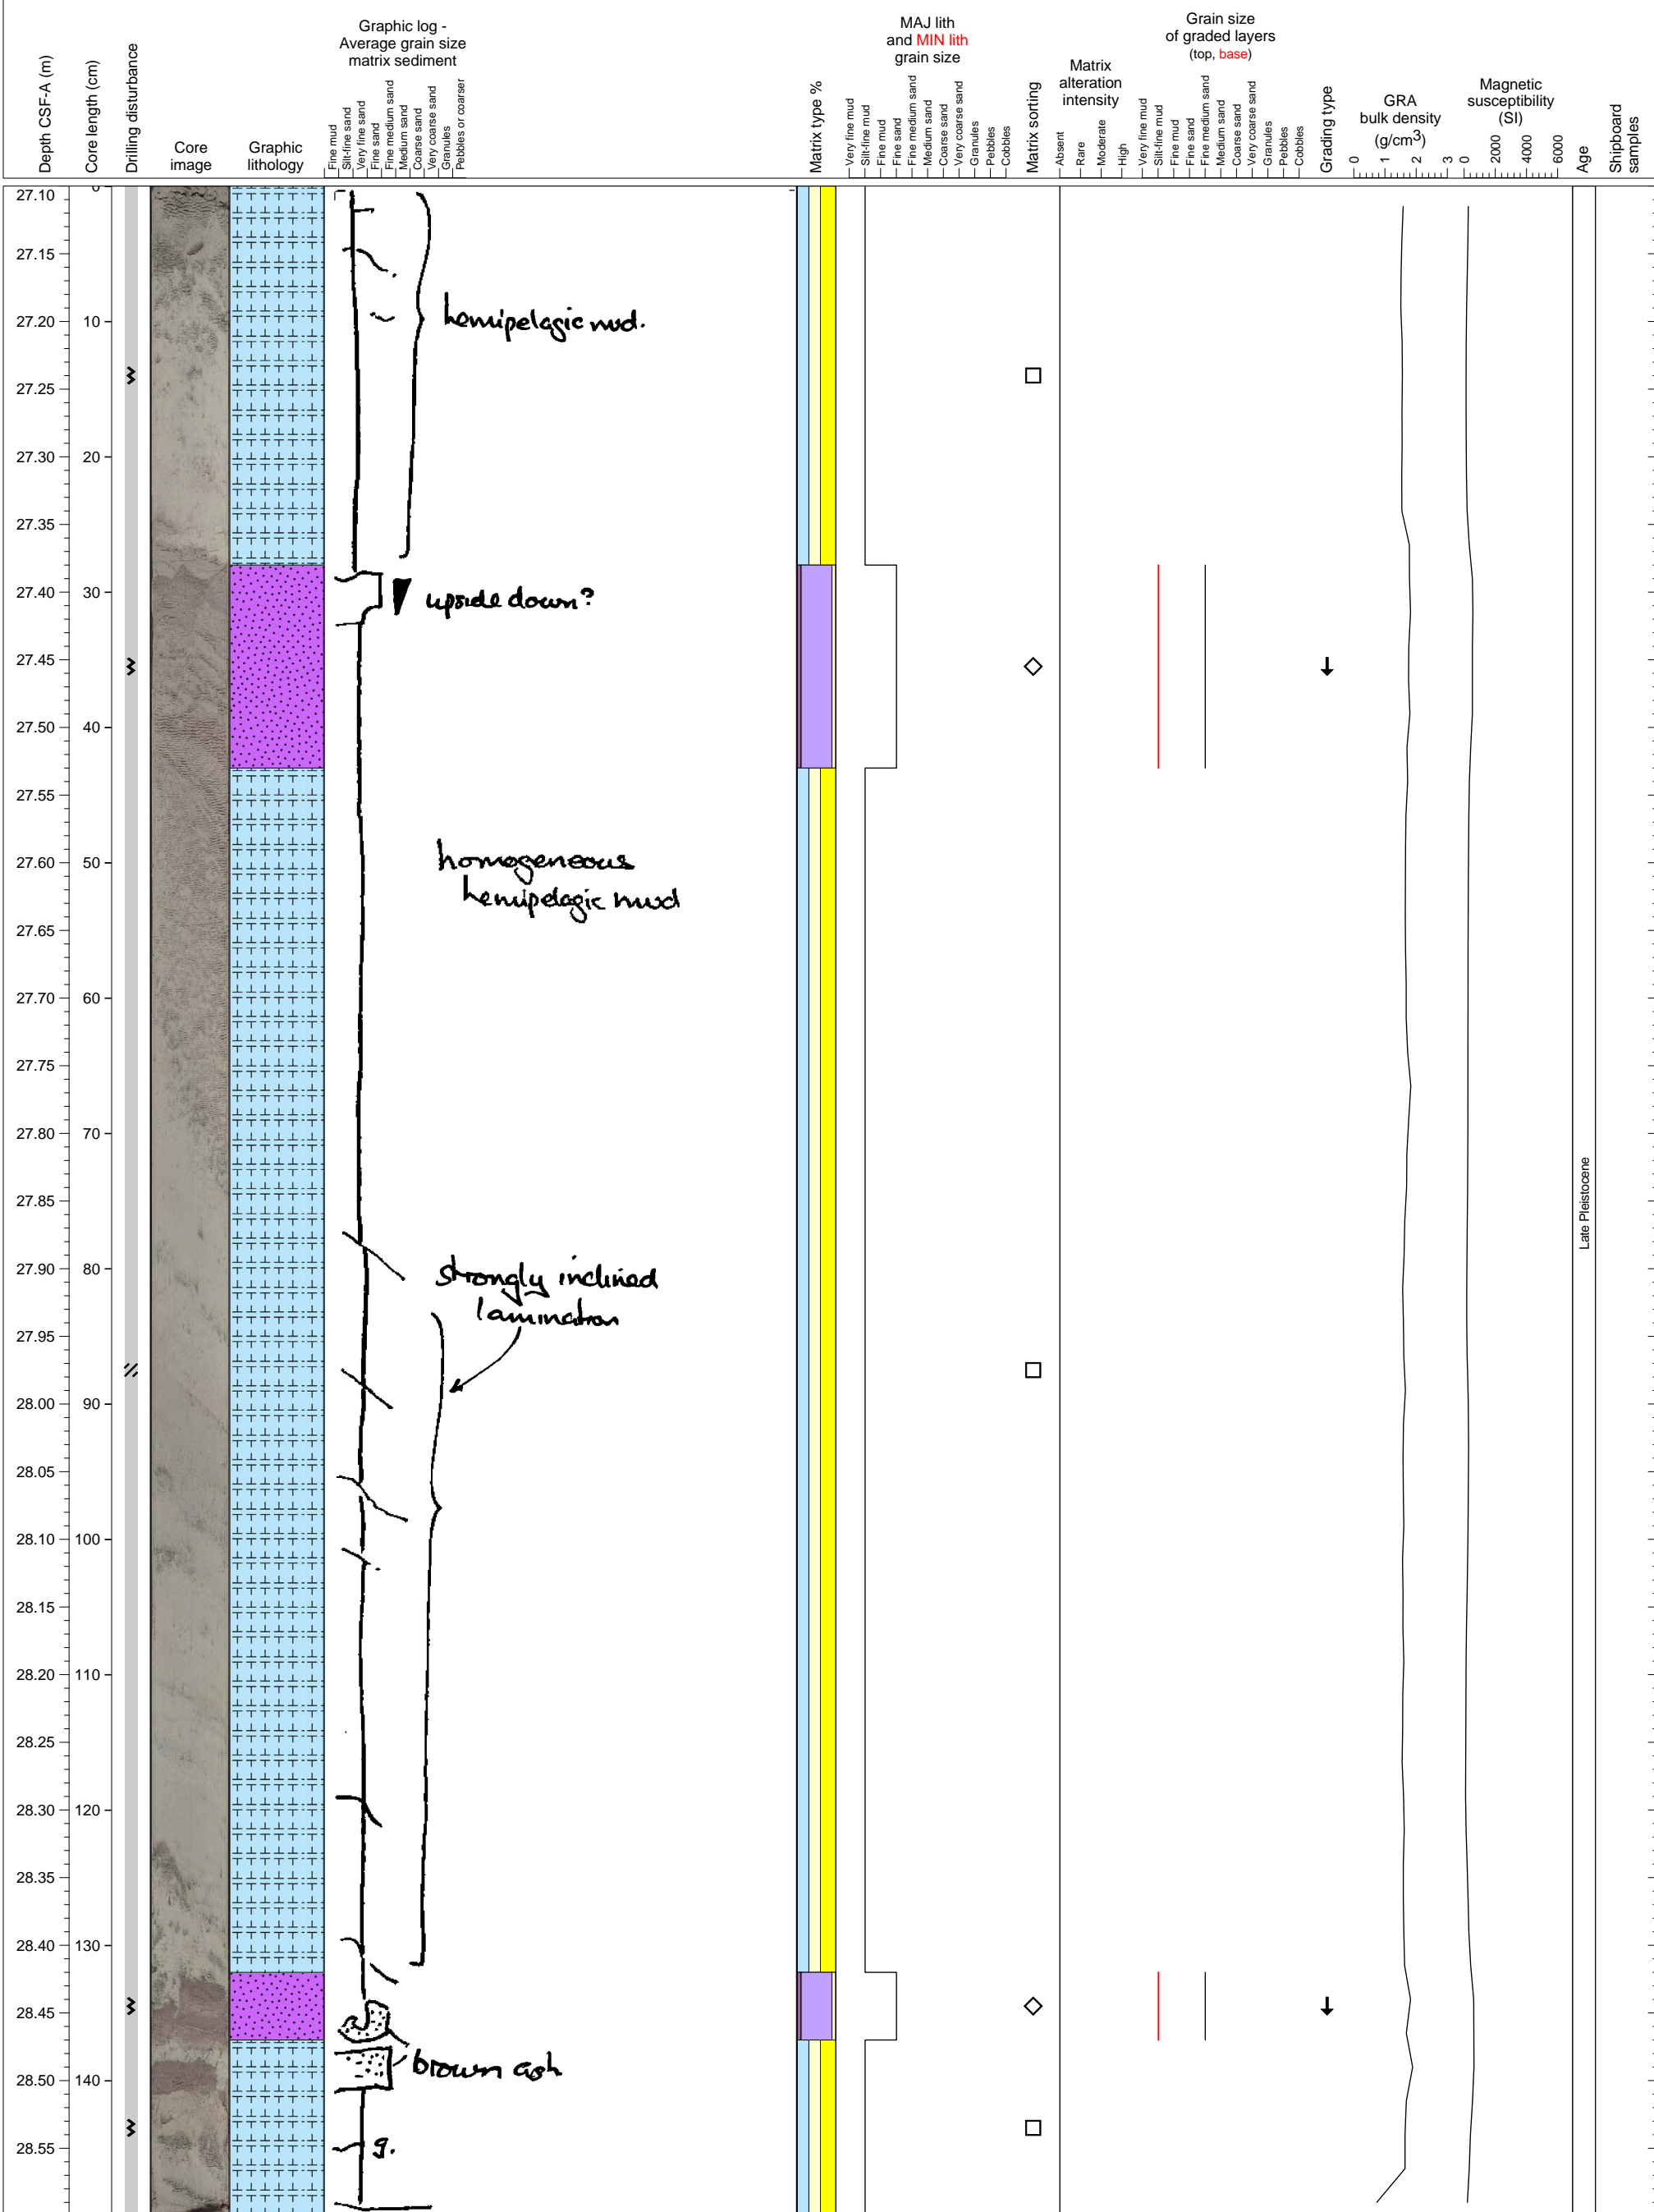 Depth CSF-A (m)
Core length (cm)
Drilling disturbance
Core
image
Graphic
lithology
Graphic log -
Average grain size
matrix sediment
Fine mud
Silt-fine sand
Very fine sand
Fine sand
Fine medium sand
Medium sand
Coarse sand
Very coarse sand
Granules
Pebbles or coarser
Matrix type %
MAJ lith
and MIN lith
grain size
Very fine mud
Silt-fine mud
Fine mud
Fine sand
Fine medium sand
Medium sand
Coarse sand
Very coarse sand
Granules
Pebbles
Cobbles
Matrix sorting
Matrix
alteration
intensity
Absent
Rare
Moderate
High
Grain size
of graded layers
(top, base)
Very fine mud
Silt-fine mud
Fine mud
Fine sand
Fine medium sand
Medium sand
Coarse sand
Very coarse sand
Granules
Pebbles
Cobbles
Grading type
GRA
bulk density
(g/cm3)
0 1 2 3
Magnetic
susceptibility
(SI)
0 2000 4000 6000
Age
Shipboard
samples
27.10 0
27.15
27.20 10
hemipelagic mud.
27.25
27.30 20
27.35
27.40 30
upside down?
27.45
27.50 40
27.55
27.60 50
homogeneous
hemipelagic mud
27.65
27.70 60
27.75
27.80 70
27.85
Late Pleistocene
27.90 80
strongly inclined
lamination
27.95
28.00 90
28.05
28.10 100
28.15
28.20 110
28.25
28.30 120
28.35
28.40 130
28.45
28.50 140
brown ash
28.55
g.